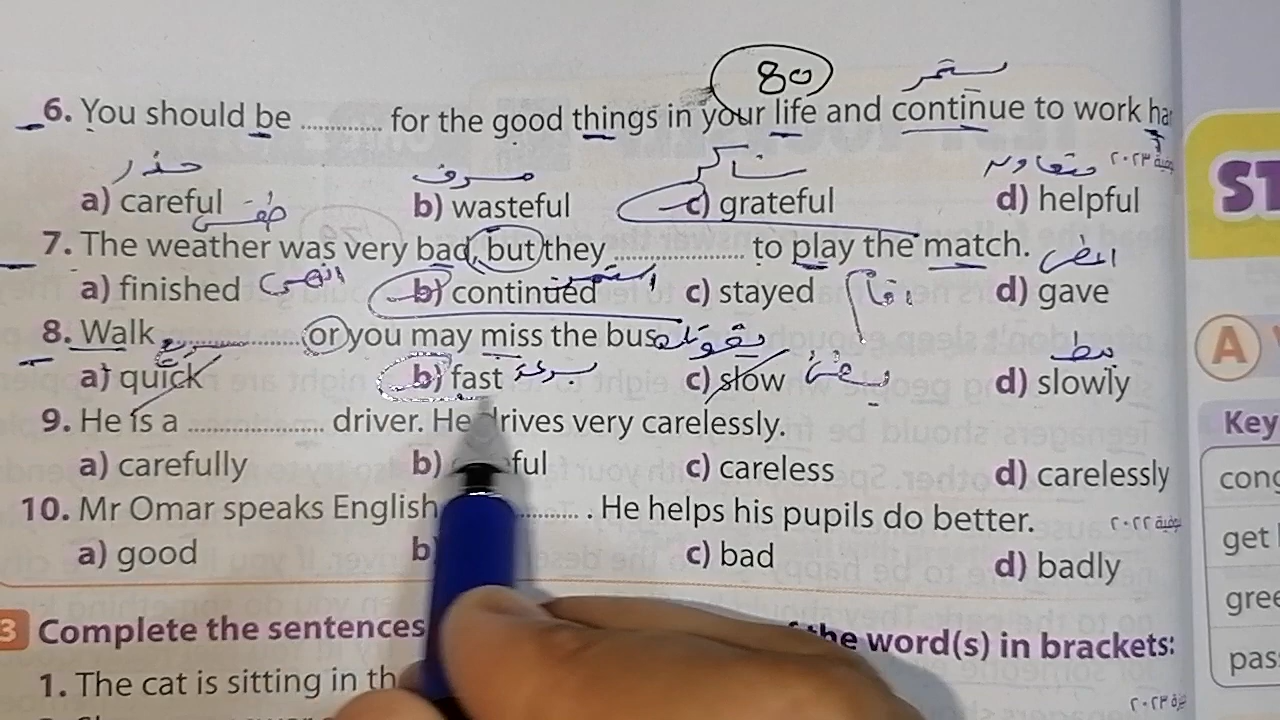 80
ستمر
6. You should be ............ for the good things in your life and continue to work har
حذر
a) careful b) wasteful c) grateful d) helpful
7. The weather was very bad, but they ............ to play the match.
a) finished b) continued c) stayed d) gave
8. Walk ............ or you may miss the bus
a) quick b) fast c) slow d) slowly
بسرعة
9. He is a ............ driver. He drives very carelessly.
a) carefully b) ful c) careless d) carelessly
10. Mr Omar speaks English ............ . He helps his pupils do better.
a) good b) c) bad d) badly
3 Complete the sentences the word(s) in brackets:
1. The cat is sitting in th
ST
A
Key
conc
get
gree
pas